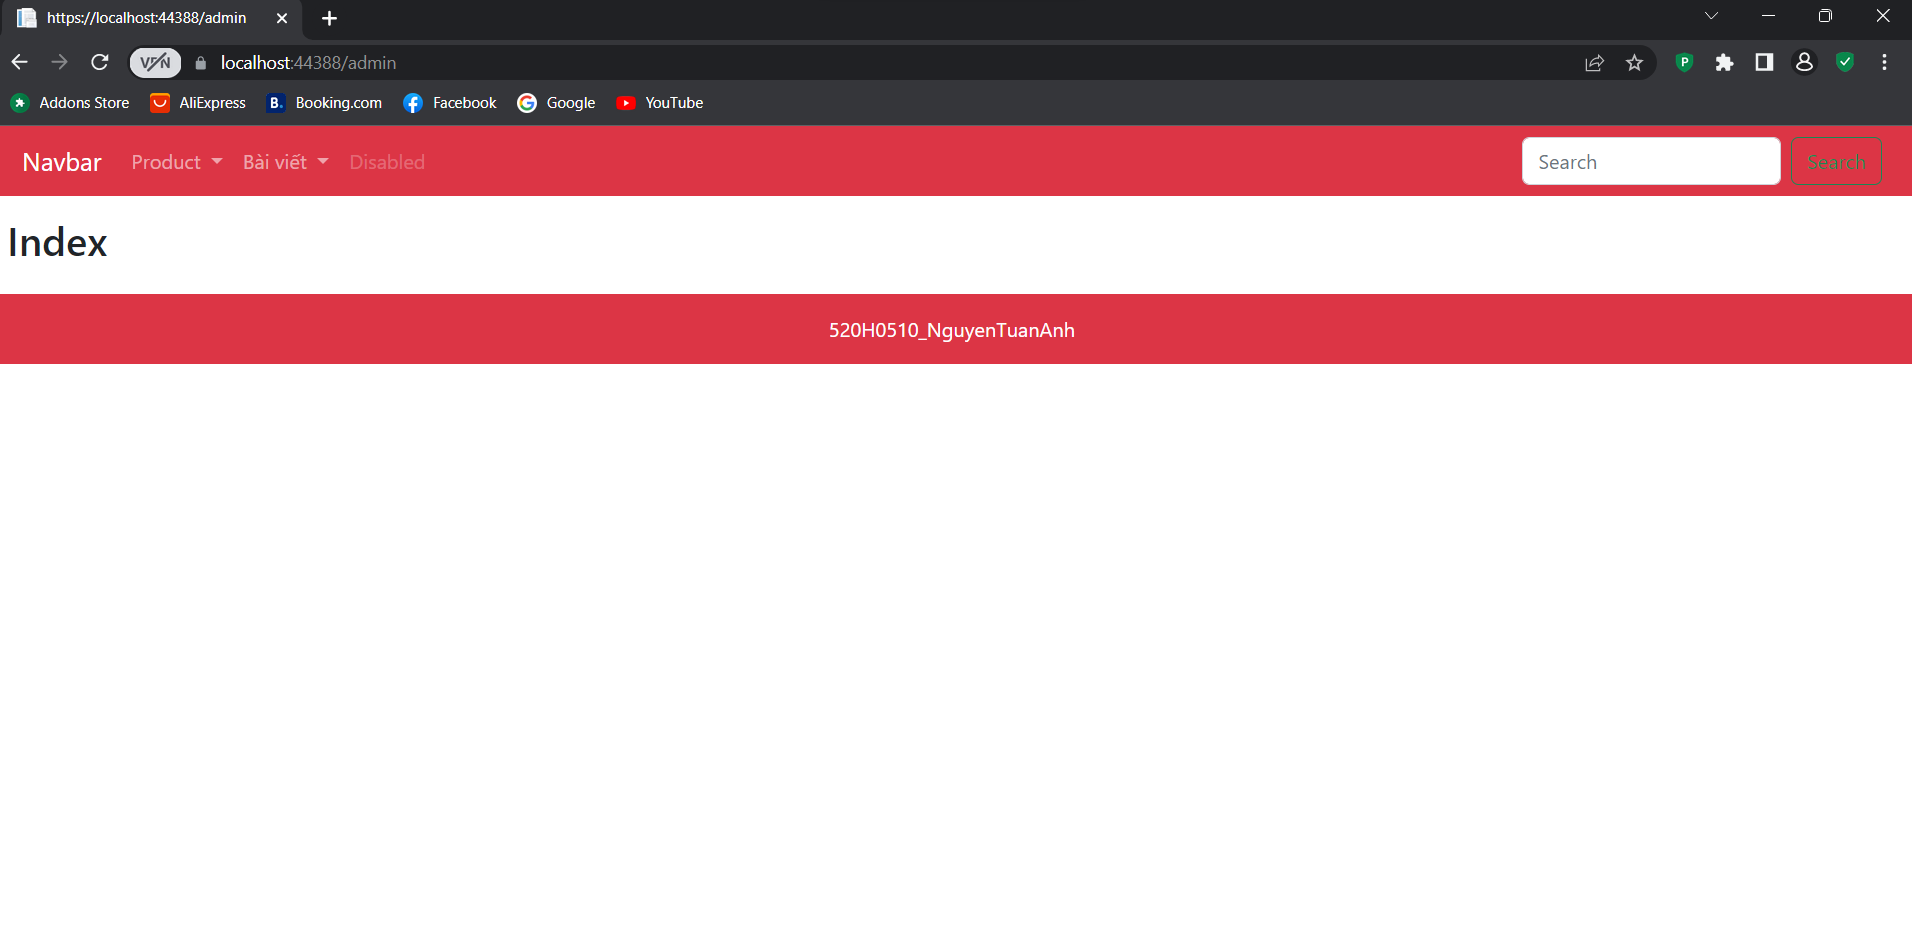 https://localhost:44388/admin
VPN localhost:44388/admin
Addons Store AliExpress B. Booking.com Facebook Google YouTube
Navbar Product Bài viết Disabled Search Search
Index
520H0510_NguyenTuanAnh